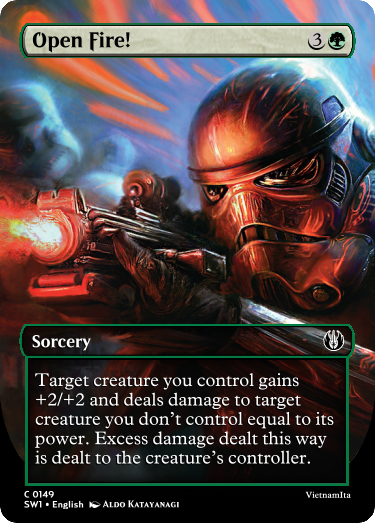 Open Fire! 3
Sorcery
Target creature you control gains
+2/+2 and deals damage to target
creature you don't control equal to its
power. Excess damage dealt this way
is dealt to the creature's controller.
C 0149
SW1 • English Aldo Katayanagi
VietnamIta